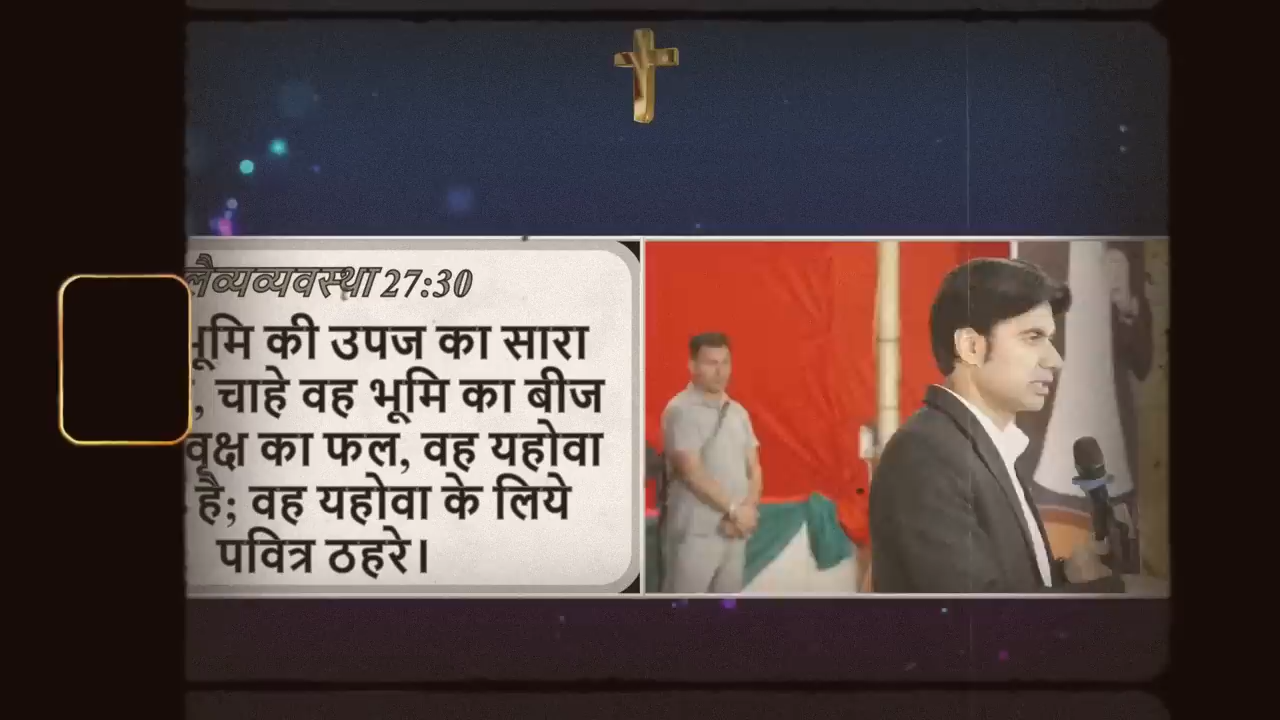 लैव्यव्यवस्था 27:30
भूमि की उपज का सारा
, चाहे वह भूमि का बीज
वृक्ष का फल, वह यहोवा
है; वह यहोवा के लिये
पवित्र ठहरे।